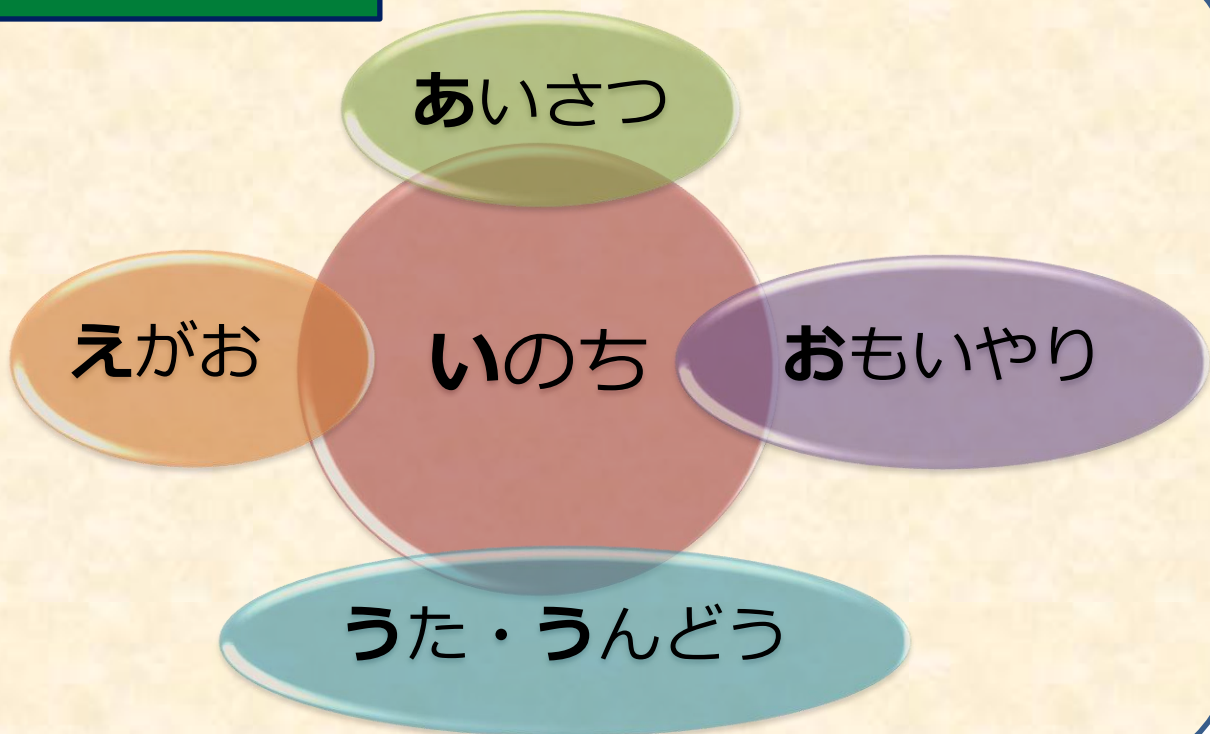 あいさつ
えがお
いのち
おもいやり
うた・うんどう